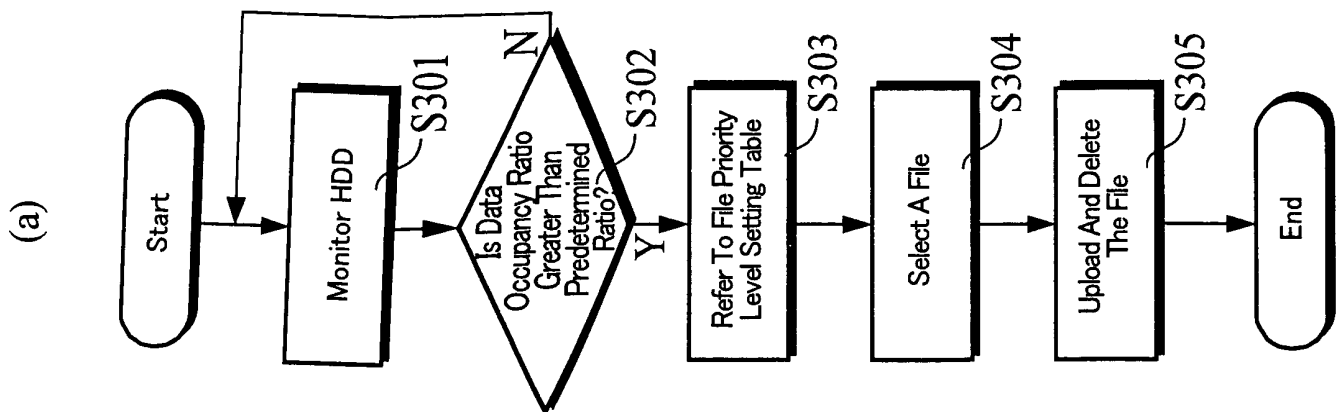 (a)
Start
Monitor HDD
S301
Is Data
Occupancy Ratio
Greater Than
Predetermined
Ratio?
N
S302
Y
Refer To File Priority
Level Setting Table
S303
Select A File
S304
Upload And Delete
The File
S305
End